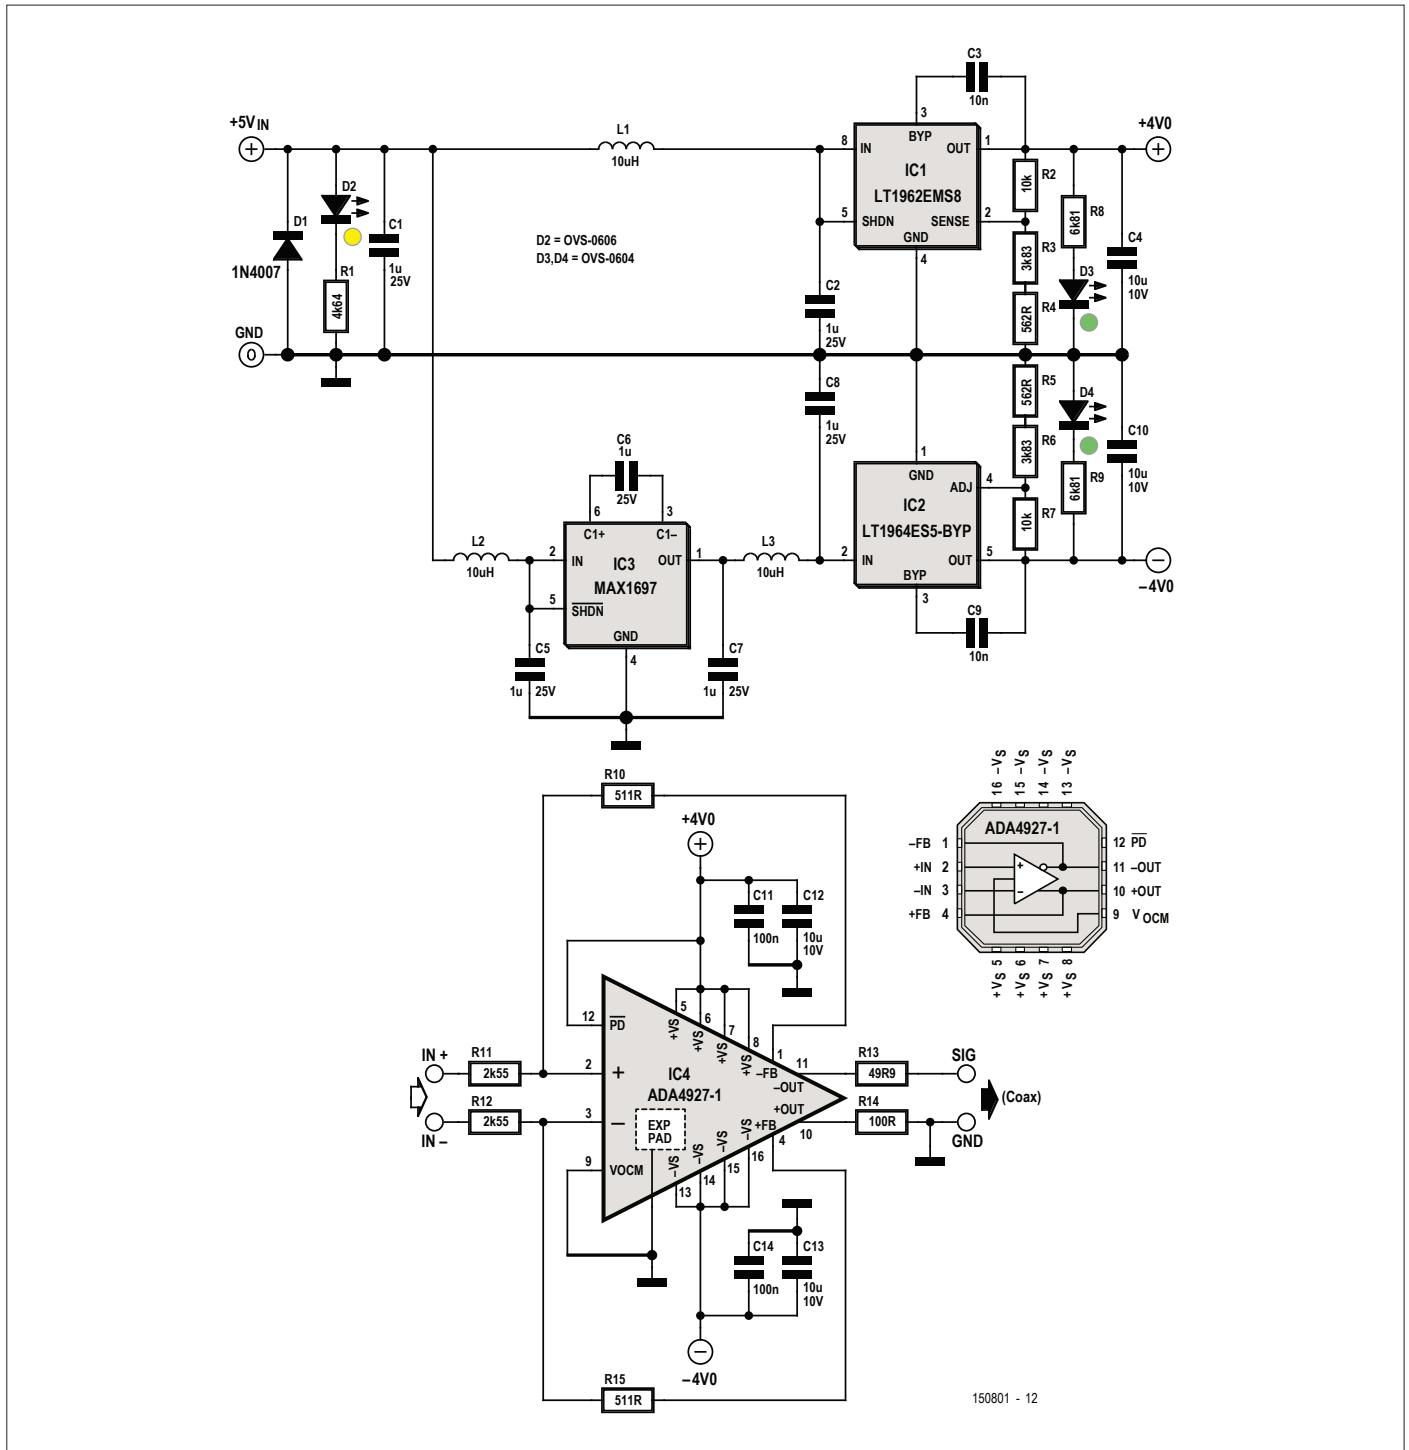 C3
10n
+5V IN
+4V0
L1
10uH
3
BYP
8 IN
OUT 1
IC1
LT1962EMS8
5 SHDN
SENSE 2
GND
4
10k R2
R8
6k81
R3
3k83
R4
562R
C4
10u
10V
D3
D2
D1
1N4007
C1
1u
25V
R1
4k64
D2 = OVS-0606
D3,D4 = OVS-0604
C2
1u
25V
GND
0
C8
1u
25V
R5
562R
R6
3k83
D4
C10
10u
10V
R9
6k81
R7
10k
1
GND
ADJ 4
IC2
LT1964ES5-BYP
2 IN
OUT 5
BYP
3
–4V0
C9
10n
C6
1u
25V
6
3
C1+
C1–
L2
10uH
2 IN
OUT 1
IC3
MAX1697
5 SHDN
GND
4
L3
10uH
C5
1u 25V
C7
1u 25V
R10
511R
+4V0
C11
100n
C12
10u
10V
16 –VS
15 –VS
14 –VS
13 –VS
ADA4927-1
–FB 1
+IN 2
–IN 3
+FB 4
12 PD
11 –OUT
10 +OUT
9 V OCM
+VS 5
+VS 6
+VS 7
+VS 8
12 PD
5 +VS
6 +VS
7 +VS
8 +VS
1
–FB
11
–OUT
IN +
R11
2k55
2 +
IC4
ADA4927-1
R13
49R9
SIG
(Coax)
R12
2k55
IN –
3 –
EXP
PAD
+OUT
10
+FB
4
R14
100R
GND
9 VOCM
–VS 13
–VS 14
–VS 15
–VS 16
C14
100n
C13
10u
10V
–4V0
R15
511R
150801 - 12